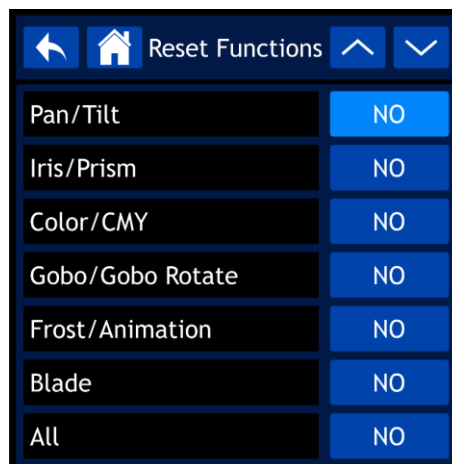 Reset Functions
Pan/Tilt NO
Iris/Prism NO
Color/CMY NO
Gobo/Gobo Rotate NO
Frost/Animation NO
Blade NO
All NO